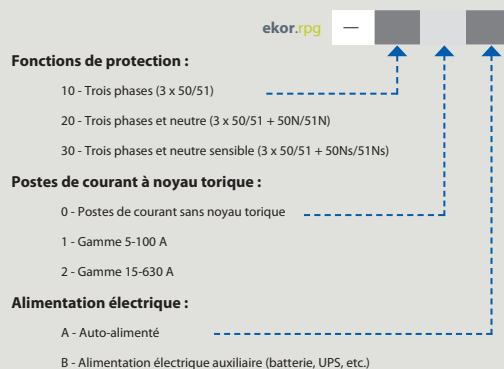 ekor.rpg —
Fonctions de protection :
10 - Trois phases (3 x 50/51)
20 - Trois phases et neutre (3 x 50/51 + 50N/51N)
30 - Trois phases et neutre sensible (3 x 50/51 + 50Ns/51Ns)
Postes de courant à noyau torique :
0 - Postes de courant sans noyau torique
1 - Gamme 5-100 A
2 - Gamme 15-630 A
Alimentation électrique :
A - Auto-alimenté
B - Alimentation électrique auxiliaire (batterie, UPS, etc.)